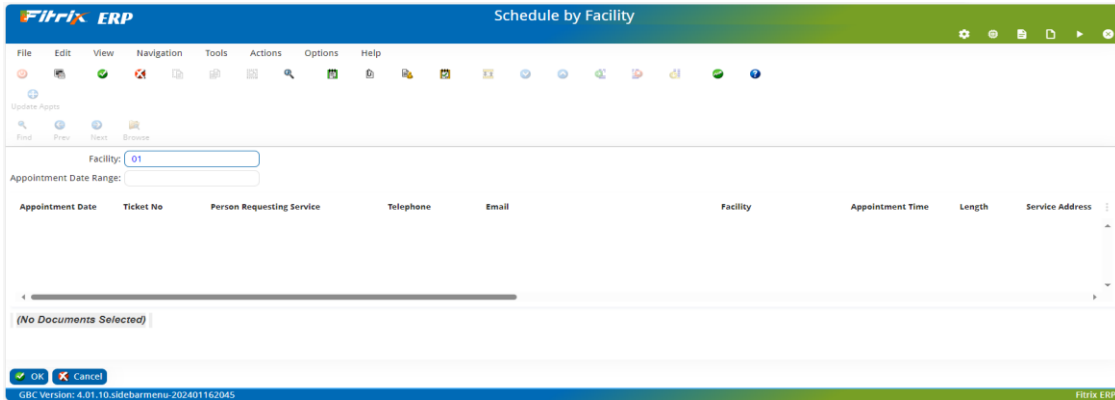 Fitrix ERP
Schedule by Facility
File Edit View Navigation Tools Actions Options Help
Update Appts
Find Prev Next Browse
Facility: 01
Appointment Date Range:
Appointment Date Ticket No Person Requesting Service Telephone Email Facility Appointment Time Length Service Address
(No Documents Selected)
OK Cancel
GBC Version: 4.01.10.sidebarmenu-202401162045 Fitrix ERP